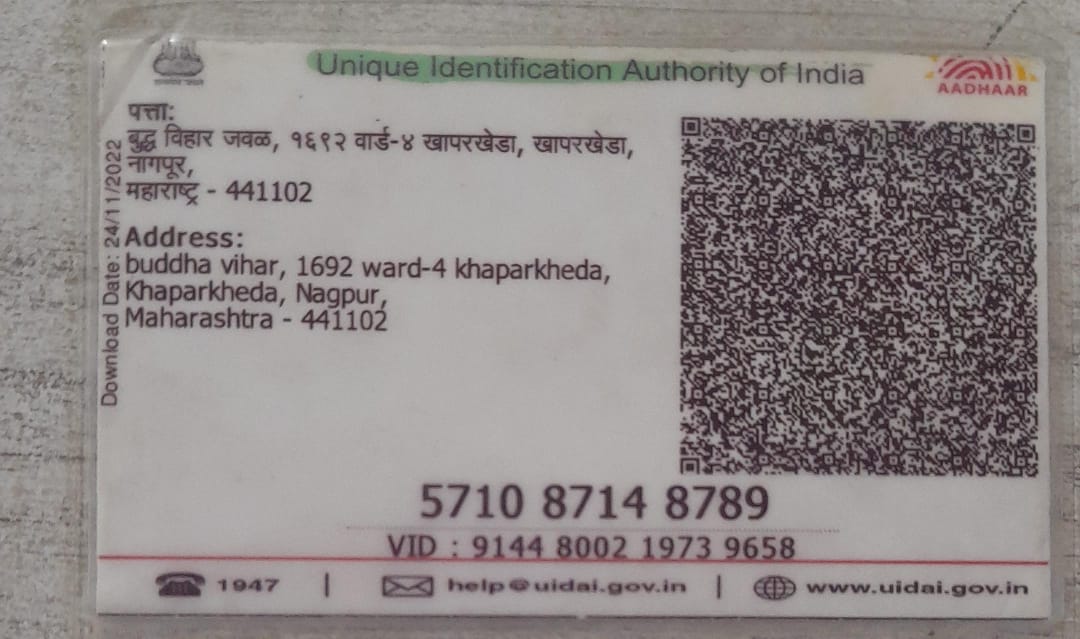 Unique Identification Authority of India
AADHAAR
पत्ता:
बुद्ध विहार जवळ, १६९२ वार्ड-४ खापरखेडा, खापरखेडा,
नागपूर,
महाराष्ट्र - 441102
Address:
buddha vihar, 1692 ward-4 khaparkheda,
Khaparkheda, Nagpur,
Maharashtra - 441102
Download Date: 24/11/2022
5710 8714 8789
VID : 9144 8002 1973 9658
1947 | help@uidai.gov.in | www.uidai.gov.in